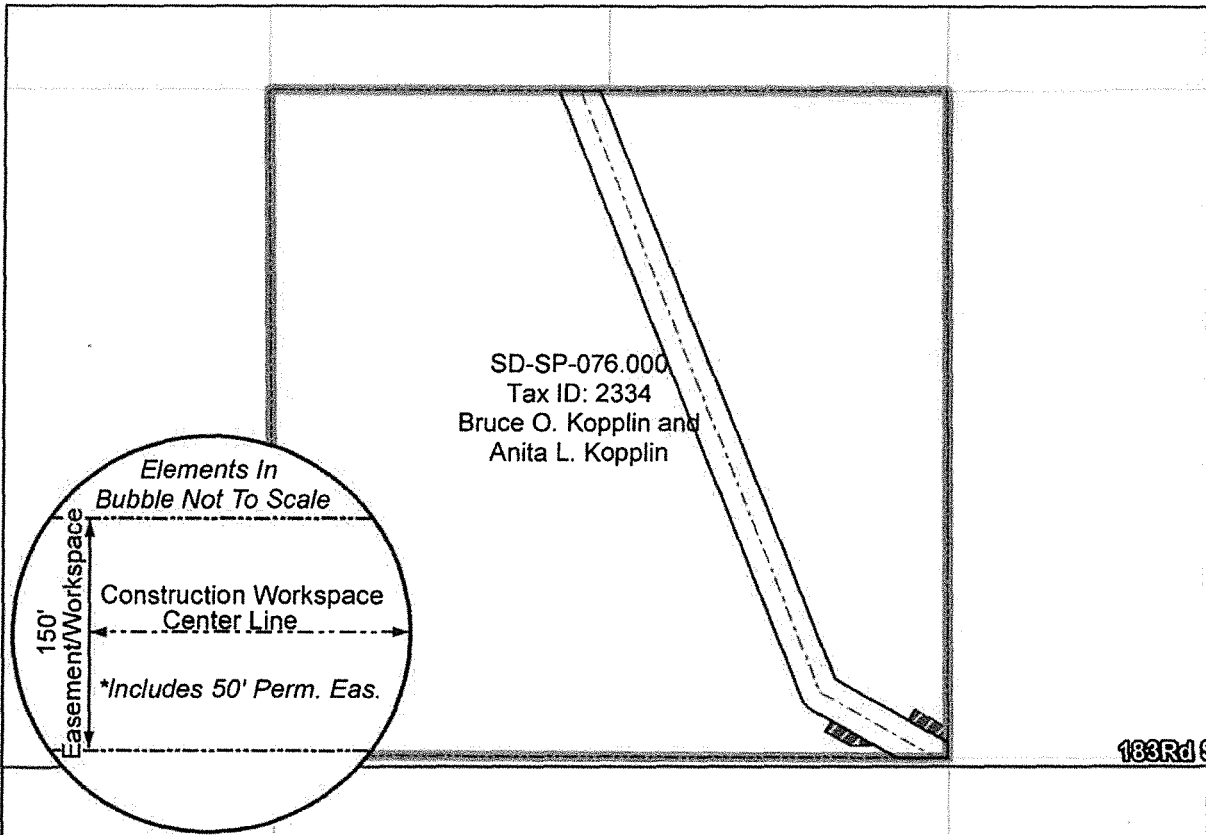 SD-SP-076.000
Tax ID: 2334
Bruce O. Kopplin and
Anita L. Kopplin
Elements In
Bubble Not To Scale
150'
Easement/Workspace
Construction Workspace
Center Line
*Includes 50' Perm. Eas.
183Rd S